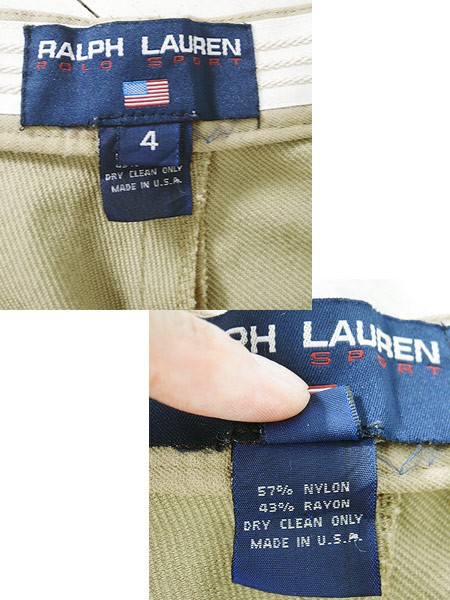 RALPH LAUREN
POLO SPORT
4
DRY CLEAN ONLY
MADE IN U.S.A.
LAUREN
SPORT
57% NYLON
43% RAYON
DRY CLEAN ONLY
MADE IN U.S.A.